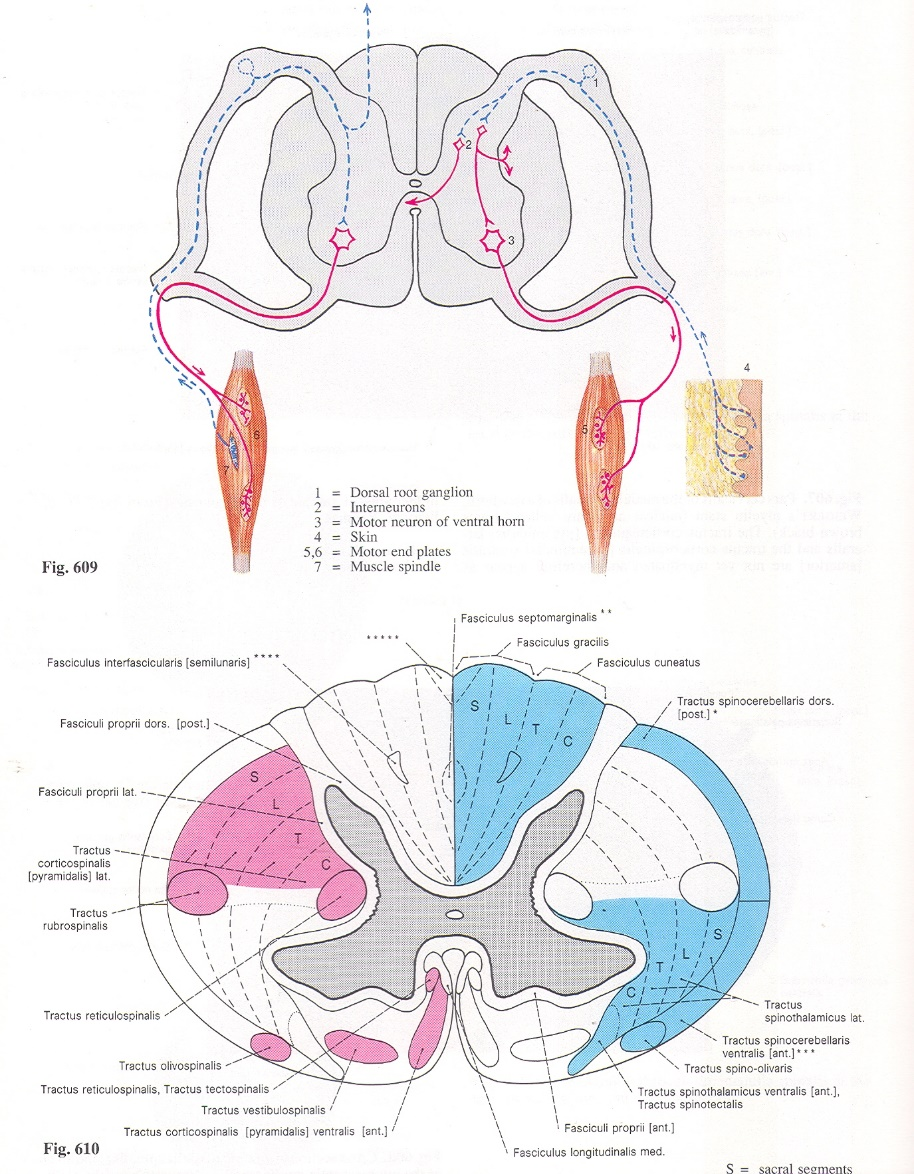 1
2
3
4
5
6
7
1 = Dorsal root ganglion
2 = Interneurons
3 = Motor neuron of ventral horn
4 = Skin
5,6 = Motor end plates
7 = Muscle spindle
Fig. 609
Fasciculus septomarginalis **
*****
Fasciculus gracilis
Fasciculus interfascicularis [semilunaris] ****
Fasciculus cuneatus
Tractus spinocerebellaris dors.
[post.] *
Fasciculi proprii dors. [post.]
S
L
T
C
S
L
T
C
Fasciculi proprii lat.
Tractus
corticospinalis
[pyramidalis] lat.
Tractus
rubrospinalis
S
L
T
C
Tractus reticulospinalis
Tractus
spinothalamicus lat.
Tractus spinocerebellaris
ventralis [ant.] ***
Tractus olivospinalis
Tractus spino-olivaris
Tractus reticulospinalis, Tractus tectospinalis
Tractus spinothalamicus ventralis [ant.],
Tractus spinotectalis
Tractus vestibulospinalis
Tractus corticospinalis [pyramidalis] ventralis [ant.]
Fasciculi proprii [ant.]
Fasciculus longitudinalis med.
Fig. 610
S = sacral segments